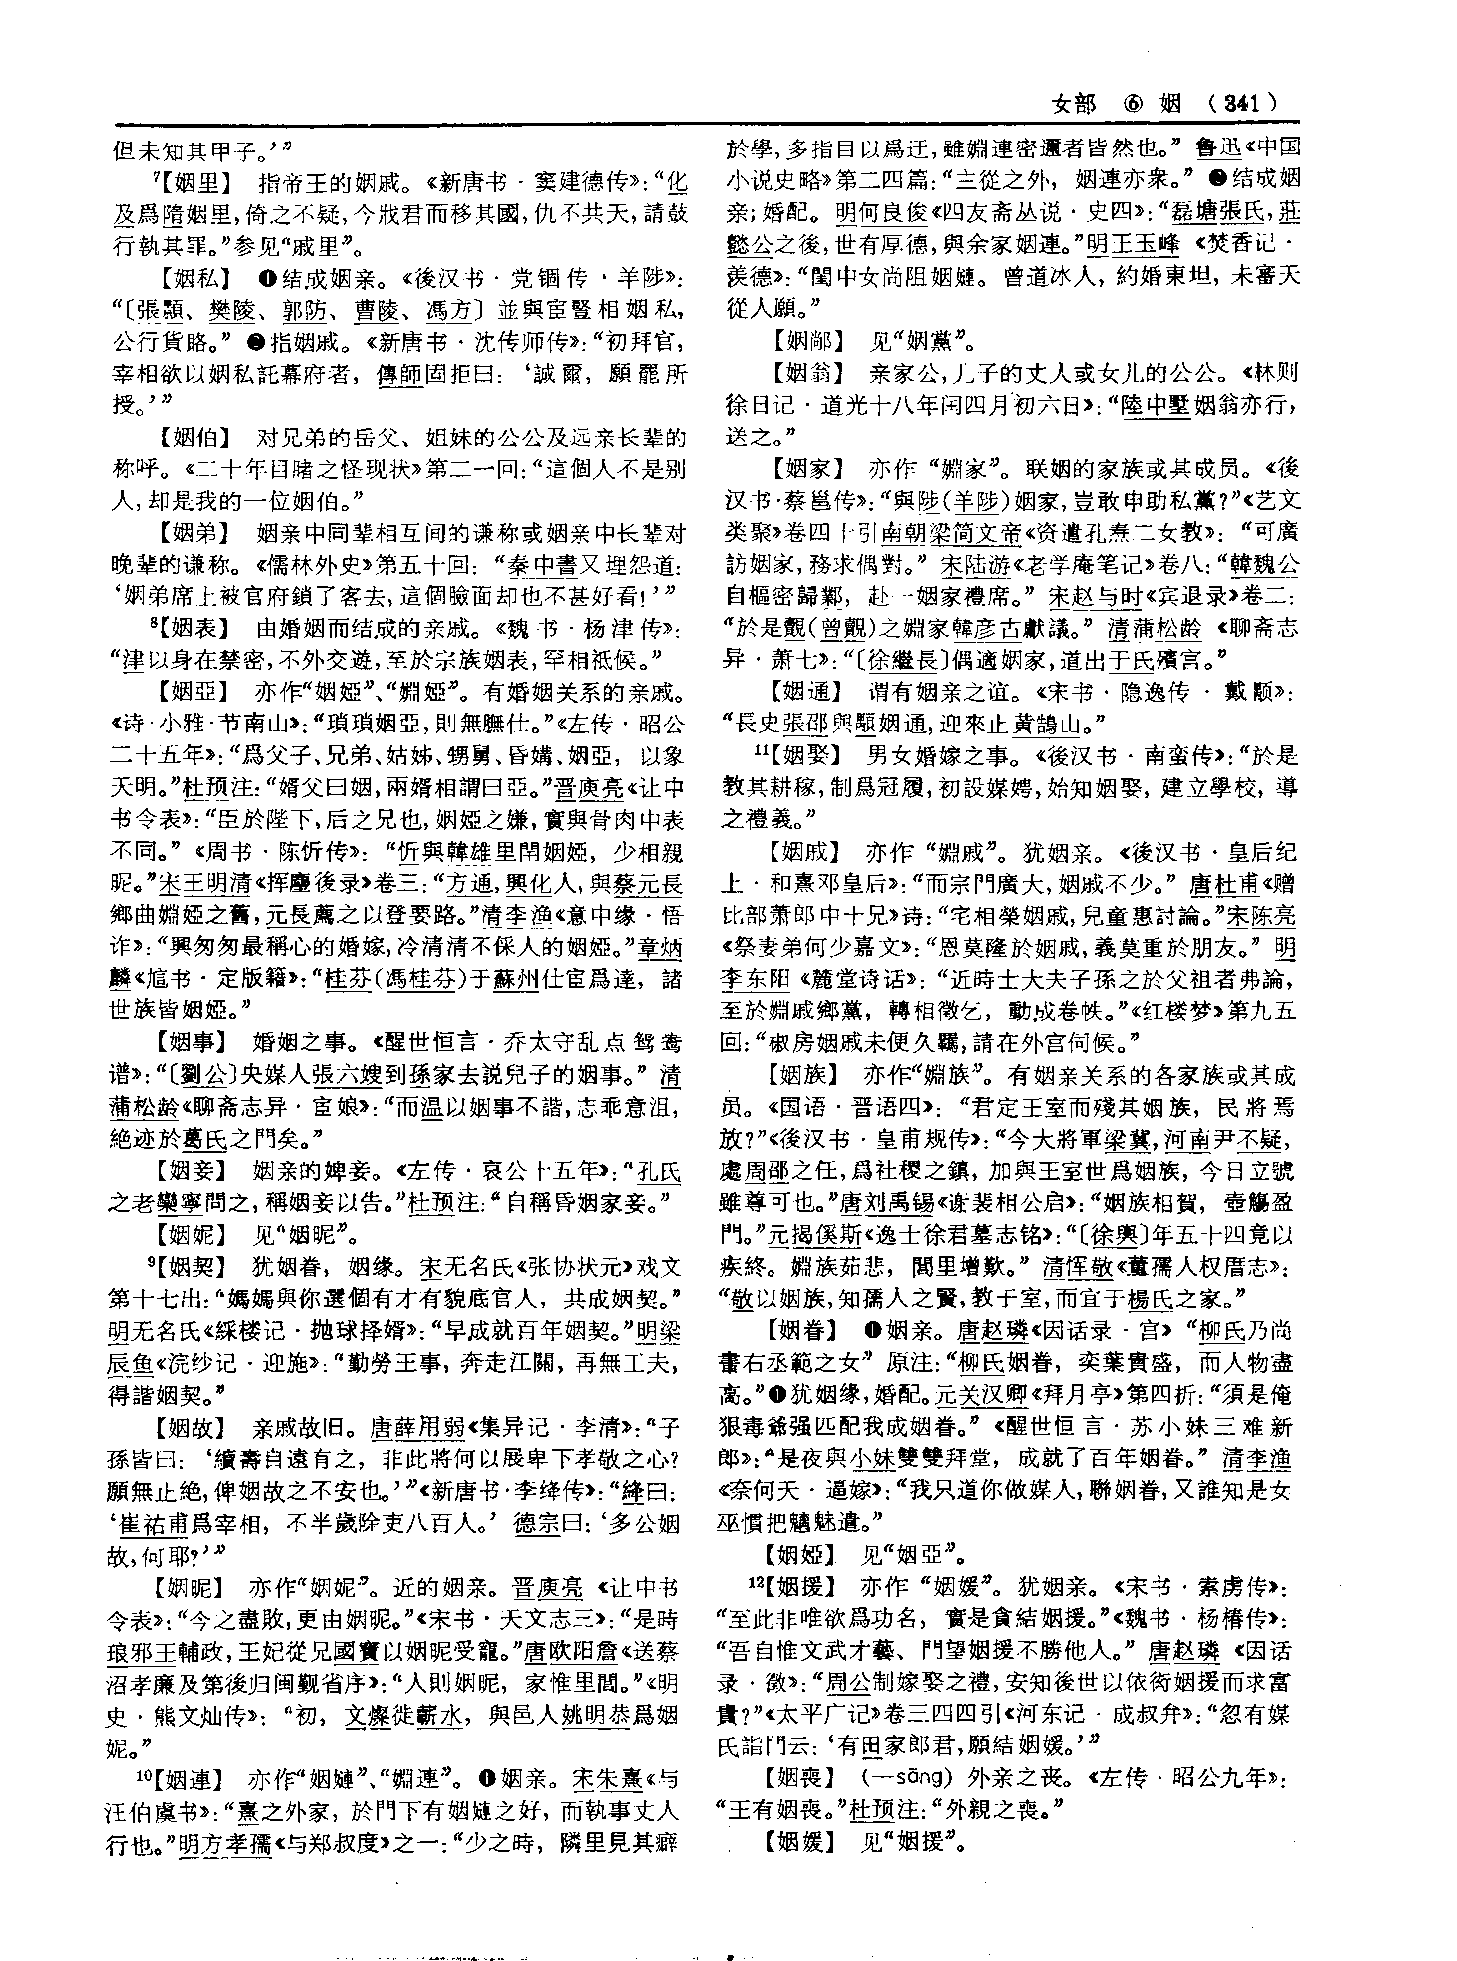 女部 ⑥ 姻 （341）
但未知其甲子。’”
7【姻里】 指帝王的姻戚。《新唐书·窦建德传》：“化
及爲隋姻里，倚之不疑，今戕君而移其國，仇不共天，請鼓
行執其罪。”参见“戚里”。
【姻私】 ❶结成姻亲。《後汉书·党锢传·羊陟》：
“〔張顥、樊陵、郭防、曹陵、馮方〕並與宦豎相姻私，
公行貨賂。” ❷指姻戚。《新唐书·沈传师传》：“初拜官，
宰相欲以姻私託幕府者，傳師固拒曰：‘誠爾，願罷所
授。’”
【姻伯】 对兄弟的岳父、姐妹的公公及远亲长辈的
称呼。《二十年目睹之怪现状》第二一回：“這個人不是别
人，却是我的一位姻伯。”
【姻弟】 姻亲中同辈相互间的谦称或姻亲中长辈对
晚辈的谦称。《儒林外史》第五十回：“秦中書又埋怨道：
‘姻弟席上被官府鎖了客去，這個臉面却也不甚好看！’”
8【姻表】 由婚姻而结成的亲戚。《魏书·杨津传》：
“津以身在禁密，不外交遊，至於宗族姻表，罕相祗候。”
【姻亞】 亦作“姻婭”、“婣婭”。有婚姻关系的亲戚。
《诗·小雅·节南山》：“瑣瑣姻亞，則無膴仕。”《左传·昭公
二十五年》：“爲父子、兄弟、姑姊、甥舅、昏媾、姻亞，以象
天明。”杜预注：“婿父曰姻，兩婿相謂曰亞。”晋庾亮《让中
书令表》：“臣於陛下，后之兄也，姻婭之嫌，實與骨肉中表
不同。”《周书·陈忻传》：“忻與韓雄里閈姻婭，少相親
昵。”宋王明清《挥麈後录》卷三：“方通，興化人，與蔡元長
鄉曲婣婭之舊，元長薦之以登要路。”清李渔《意中缘·悟
诈》：“興匆匆最稱心的婚嫁，冷清清不保人的姻婭。”章炳
麟《訄书·定版籍》：“桂芬(馮桂芬)于蘇州仕宦爲達，諸
世族皆姻婭。”
【姻事】 婚姻之事。《醒世恒言·乔太守乱点鸳鸯
谱》：“〔劉公〕央媒人張六嫂到孫家去説兒子的姻事。”清
蒲松龄《聊斋志异·宦娘》：“而温以姻事不諧，志乖意沮，
絶迹於葛氏之門矣。”
【姻妾】 姻亲的婢妾。《左传·哀公十五年》：“孔氏
之老欒寧問之，稱姻妾以告。”杜预注：“自稱昏姻家妾。”
【姻妮】 见“姻昵”。
9【姻契】 犹姻眷，姻缘。宋无名氏《张协状元》戏文
第十七出：“媽媽與你選個有才有貌底官人，共成姻契。”
明无名氏《綵楼记·抛球择婿》：“早成就百年姻契。”明梁
辰鱼《浣纱记·迎施》：“勤勞王事，奔走江關，再無工夫，
得諧姻契。”
【姻故】 亲戚故旧。唐薛用弱《集异记·李清》：“子
孫皆曰：‘續壽自遠有之，非此將何以展卑下孝敬之心？
願無止絶，俾姻故之不安也。’”《新唐书·李绛传》：“絳曰：
‘崔祐甫爲宰相，不半歲除吏八百人。’德宗曰：‘多公姻
故，何耶？’”
【姻昵】 亦作“姻妮”。近的姻亲。晋庾亮《让中书
令表》：“今之盡敗，更由姻昵。”《宋书·天文志三》：“是時
琅邪王輔政，王妃從兄國寶以姻昵受寵。”唐欧阳詹《送蔡
沼孝廉及第後归闽觐省序》：“人則姻昵，家惟里閭。”《明
史·熊文灿传》：“初，文燦徙蘄水，與邑人姚明恭爲姻
妮。”
10【姻連】 亦作“姻嫌”、“婣連”。❶姻亲。宋朱熹《与
汪伯虞书》：“熹之外家，於門下有姻嫌之好，而執事丈人
行也。”明方孝孺《与郑叔度》之一：“少之時，隣里見其癖
於學，多指目以爲迂，雖婣連密邇者皆然也。”鲁迅《中国
小说史略》第二四篇：“主從之外，姻連亦衆。”❷结成姻
亲；婚配。明何良俊《四友斋丛说·史四》：“磊塘張氏，莊
懿公之後，世有厚德，與余家姻連。”明王玉峰《焚香记·
羡德》：“閨中女尚阻姻嫌。曾道冰人，約婚東坦，未審天
從人願。”
【姻鄗】 见“姻黨”。
【姻翁】 亲家公，儿子的丈人或女儿的公公。《林则
徐日记·道光十八年闰四月初六日》：“陸中墅姻翁亦行，
送之。”
【姻家】 亦作“婣家”。联姻的家族或其成员。《後
汉书·蔡邕传》：“與陟(羊陟)姻家，豈敢申助私黨？”《艺文
类聚》卷四十引南朝梁简文帝《资遣孔焘二女教》：“可廣
訪姻家，務求偶對。”宋陆游《老学庵笔记》卷八：“韓魏公
自樞密歸鄴，赴一姻家禮席。”宋赵与时《宾退录》卷二：
“於是覿(曾覿)之婣家韓彦古獻議。”清蒲松龄《聊斋志
异·萧七》：“〔徐繼長〕偶適姻家，道出于氏殯宫。”
【姻通】 谓有姻亲之谊。《宋书·隐逸传·戴颙》：
“長史張邵與顒姻通，迎來止黄鵠山。”
11【姻娶】 男女婚嫁之事。《後汉书·南蛮传》：“於是
教其耕稼，制爲冠履，初設媒娉，始知姻娶，建立學校，導
之禮義。”
【姻戚】 亦作“婣戚”。犹姻亲。《後汉书·皇后纪
上·和熹邓皇后》：“而宗門廣大，姻戚不少。”唐杜甫《赠
比部萧郎中十兄》诗：“宅相榮姻戚，兒童惠討論。”宋陈亮
《祭妻弟何少嘉文》：“恩莫隆於姻戚，義莫重於朋友。”明
李东阳《麓堂诗话》：“近時士大夫子孫之於父祖者弗論，
至於婣戚鄉黨，轉相徵乞，動成卷帙。”《红楼梦》第九五
回：“椒房姻戚未便久羈，請在外宫伺候。”
【姻族】 亦作“婣族”。有姻亲关系的各家族或其成
员。《国语·晋语四》：“君定王室而殘其姻族，民將焉
放？”《後汉书·皇甫规传》：“今大將軍梁冀，河南尹不疑，
處周邵之任，爲社稷之鎮，加與王室世爲姻族，今日立號
雖尊可也。”唐刘禹锡《谢裴相公启》：“姻族相賀，壺觴盈
門。”元揭傒斯《逸士徐君墓志铭》：“〔徐輿〕年五十四竟以
疾終。婣族茹悲，閭里增歎。”清恽敬《董孺人权厝志》：
“敬以姻族，知孺人之賢，教于室，而宜于楊氏之家。”
【姻眷】 ❶姻亲。唐赵璘《因话录·宫》“柳氏乃尚
書右丞範之女”原注：“柳氏姻眷，奕葉貴盛，而人物盡
高。”❶犹姻缘，婚配。元关汉卿《拜月亭》第四折：“須是俺
狠毒爺强匹配我成姻眷。”《醒世恒言·苏小妹三难新
郎》：“是夜與小妹雙雙拜堂，成就了百年姻眷。”清李渔
《奈何天·逼嫁》：“我只道你做媒人，聯姻眷，又誰知是女
巫慣把魑魅遣。”
【姻婭】 见“姻亞”。
12【姻援】 亦作“姻媛”。犹姻亲。《宋书·索虏传》：
“至此非唯欲爲功名，實是貪結姻援。”《魏书·杨椿传》：
“吾自惟文武才藝、門望姻援不勝他人。”唐赵璘《因话
录·徵》：“周公制嫁娶之禮，安知後世以依衒姻援而求富
貴？”《太平广记》卷三四四引《河东记·成叔弁》：“忽有媒
氏詣門云：‘有田家郎君，願結姻媛。’”
【姻喪】 (—sāng) 外亲之丧。《左传·昭公九年》：
“王有姻喪。”杜预注：“外親之喪。”
【姻媛】 见“姻援”。